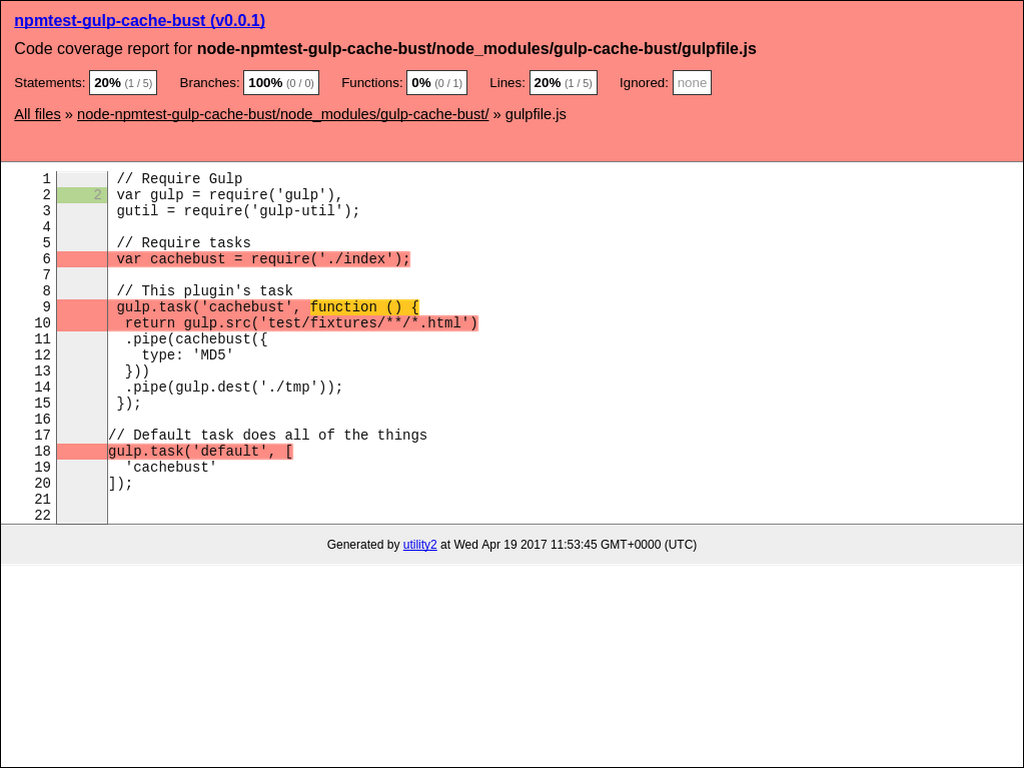 npmtest-gulp-cache-bust (v0.0.1)
Code coverage report for node-npmtest-gulp-cache-bust/node_modules/gulp-cache-bust/gulpfile.js
Statements: 20% (1 / 5) Branches: 100% (0 / 0) Functions: 0% (0 / 1) Lines: 20% (1 / 5) Ignored: none
All files » node-npmtest-gulp-cache-bust/node_modules/gulp-cache-bust/ » gulpfile.js
1 // Require Gulp
2 2 var gulp = require('gulp'),
3 gutil = require('gulp-util');
4
5 // Require tasks
6 var cachebust = require('./index');
7
8 // This plugin's task
9 gulp.task('cachebust', function () {
10 return gulp.src('test/fixtures/**/*.html')
11 .pipe(cachebust({
12 type: 'MD5'
13 }))
14 .pipe(gulp.dest('./tmp'));
15 });
16
17 // Default task does all of the things
18 gulp.task('default', [
19 'cachebust'
20 ]);
21
22
Generated by utility2 at Wed Apr 19 2017 11:53:45 GMT+0000 (UTC)